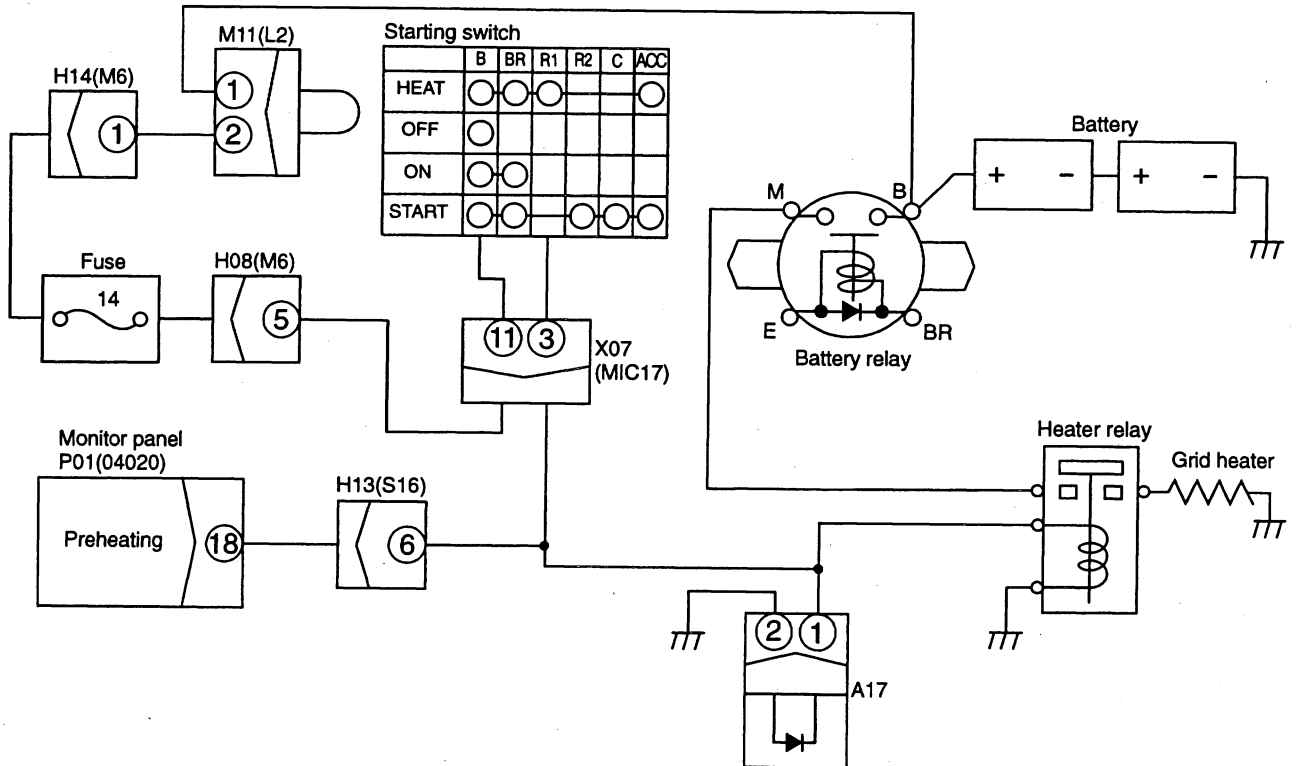 M11(L2)
Starting switch
B BR R1 R2 C ACC
H14(M6)
1
HEAT
1
2
OFF
Battery
ON
+ - + -
M
B
START
Fuse
H08(M6)
14
5
11 3
X07
(MIC17)
E
BR
Battery relay
Monitor panel
P01(04020)
Heater relay
Grid heater
H13(S16)
Preheating
18
6
2 1
A17